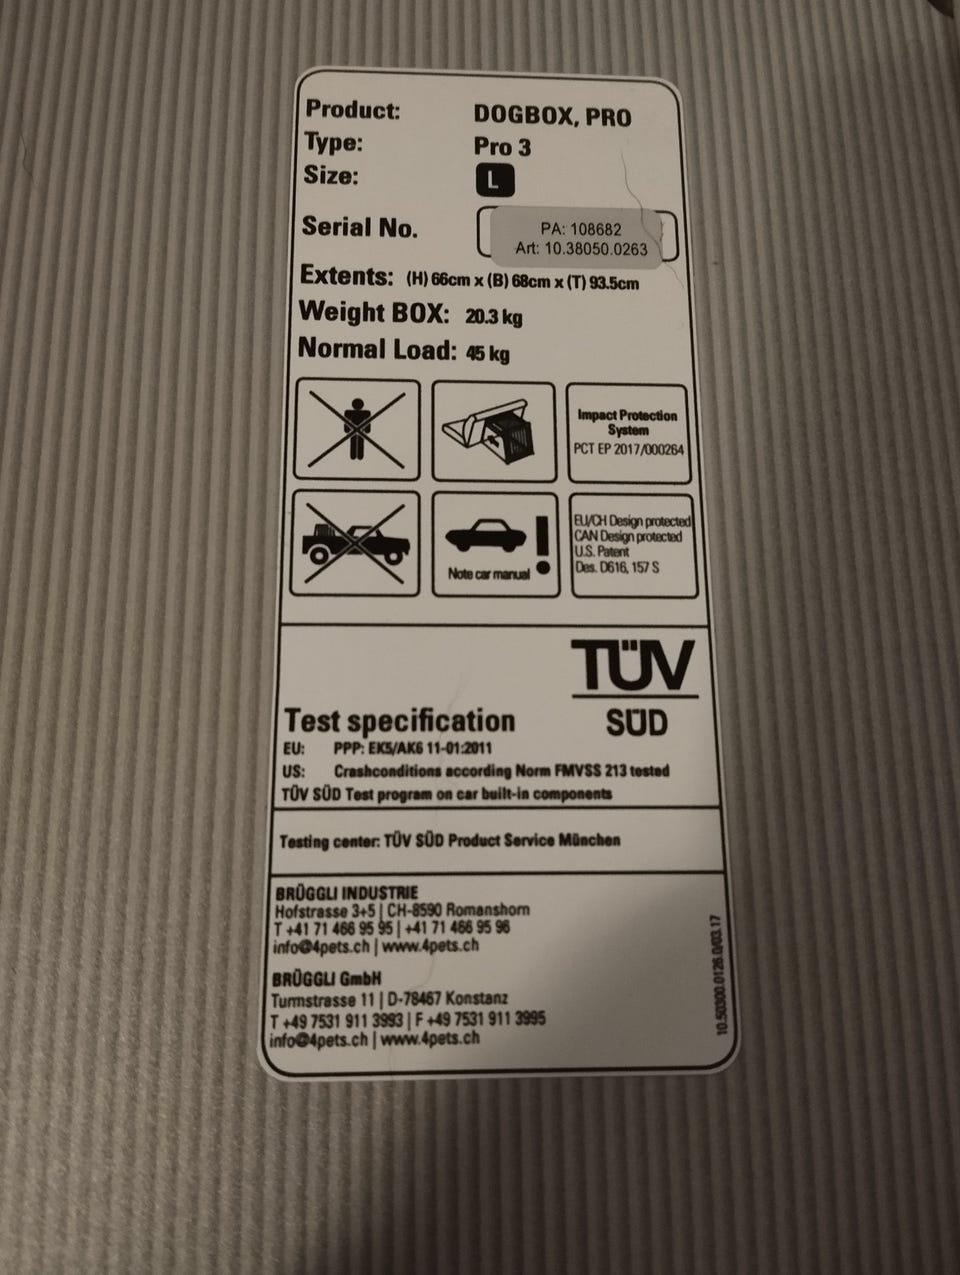 Product: DOGBOX, PRO
Type: Pro 3
Size: L
Serial No. PA: 108682
Art: 10.38050.0263
Extents: (H) 66cm x (B) 68cm x (T) 93.5cm
Weight BOX: 20.3 kg
Normal Load: 45 kg
Impact Protection
System
PCT EP 2017/000264
Note car manual !
EU/CH Design protected
CAN Design protected
U.S. Patent
Des. D616, 157 S
TÜV
SÜD
Test specification
EU: PPP: EK5/AK6 11-01:2011
US: Crashconditions according Norm FMVSS 213 tested
TÜV SÜD Test program on car built-in components
Testing center: TÜV SÜD Product Service München
BRÜGGLI INDUSTRIE
Hofstrasse 3+5 | CH-8590 Romanshorn
T +41 71 466 95 95 | +41 71 466 95 96
info@4pets.ch | www.4pets.ch
BRÜGGLI GmbH
Turmstrasse 11 | D-78467 Konstanz
T +49 7531 911 3993 | F +49 7531 911 3995
info@4pets.ch | www.4pets.ch
10.50300.0126.0/03.17